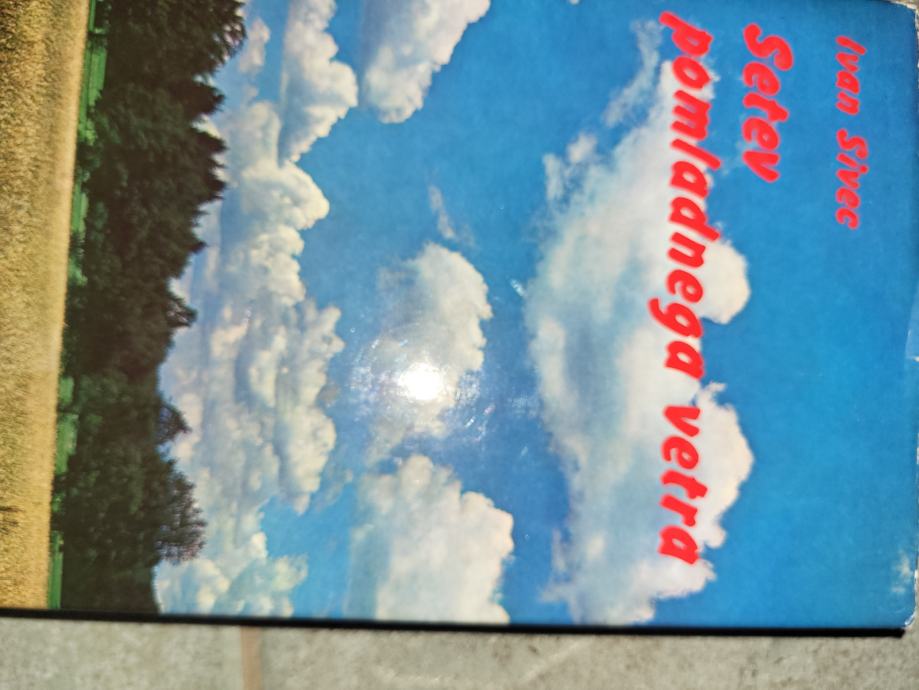 Ivan Sivec
Setev
pomladnega vetra